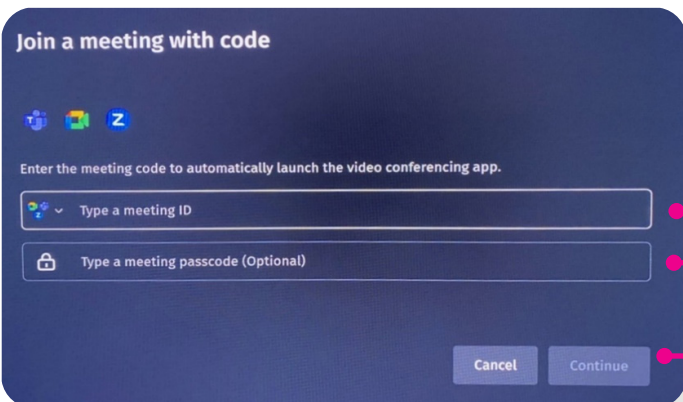 Join a meeting with code
Enter the meeting code to automatically launch the video conferencing app.
Type a meeting ID
Type a meeting passcode (Optional)
Cancel Continue